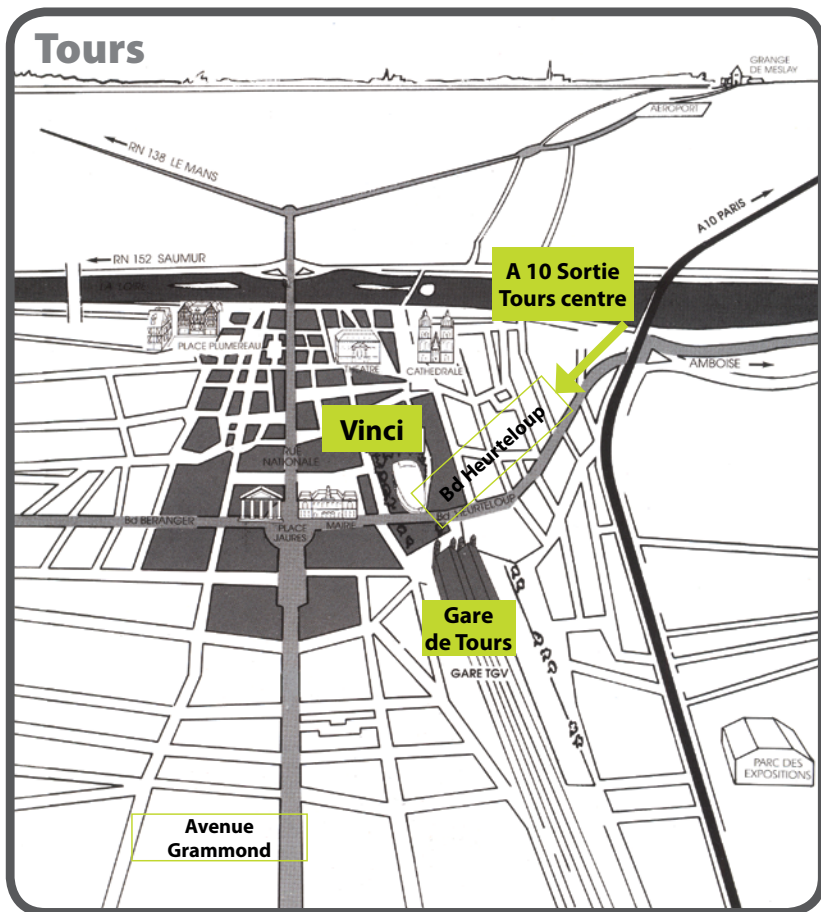 Tours
GRANGE
DE MESLAY
AEROPORT
RN 138 LE MANS
A10 PARIS
RN 152 SAUMUR
A 10 Sortie
Tours centre
LA LOIRE
PLACE PLUMEREAU
THEATRE
CATHEDRALE
AMBOISE
Vinci
Bd Heurteloup
RUE
NATIONALE
Bd HEURTELOUP
Bd BERANGER
PLACE
JAURES
MAIRIE
Gare
de Tours
GARE TGV
PARC DES
EXPOSITIONS
Avenue
Grammond